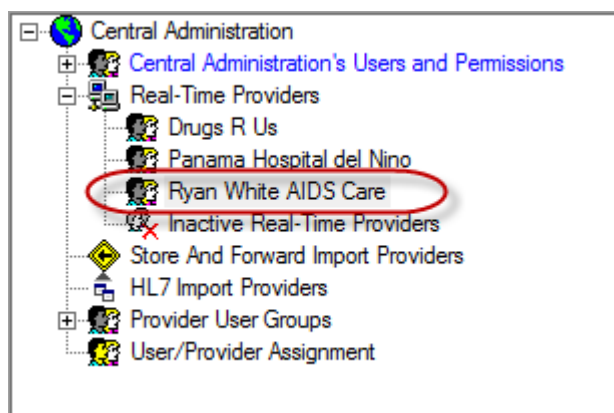 Central Administration
Central Administration's Users and Permissions
Real-Time Providers
Drugs R Us
Panama Hospital del Nino
Ryan White AIDS Care
Inactive Real-Time Providers
Store And Forward Import Providers
HL7 Import Providers
Provider User Groups
User/Provider Assignment